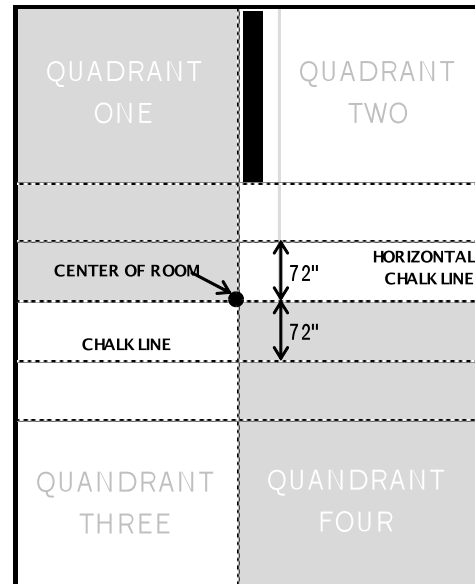 QUADRANT
ONE
QUADRANT
TWO
CENTER OF ROOM
72"
HORIZONTAL
CHALK LINE
CHALK LINE
72"
QUANDRANT
THREE
QUANDRANT
FOUR